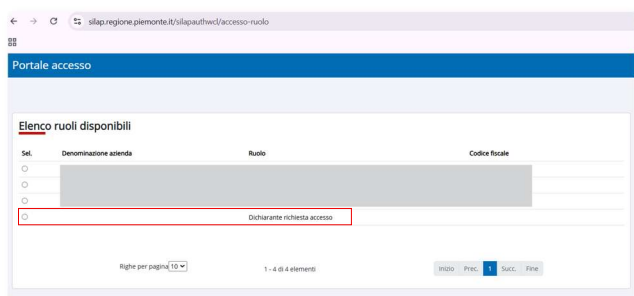 silap.regione.piemonte.it/silapauthwcl/accesso-ruolo
Portale accesso
Elenco ruoli disponibili
Sel. Denominazione azienda Ruolo Codice fiscale
Dichiarante richiesta accesso
Righe per pagina 10 1 - 4 di 4 elementi Inizio Prec. 1 Succ. Fine